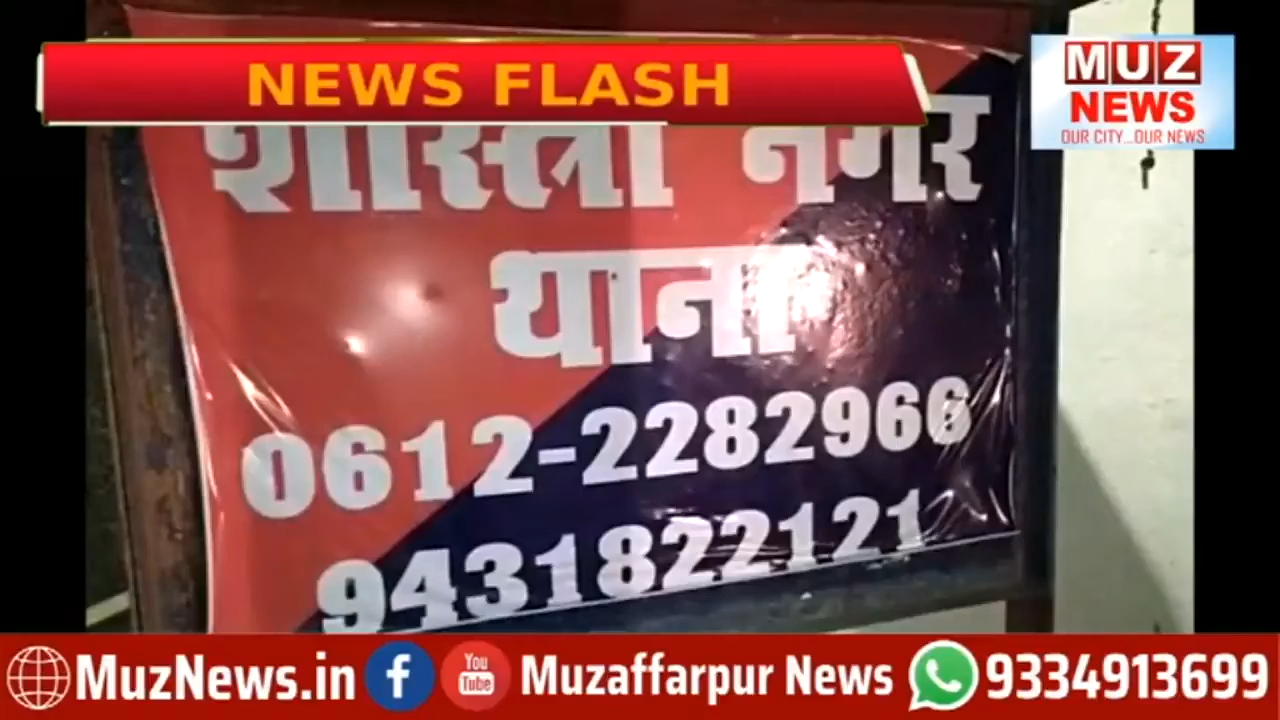 NEWS FLASH
MUZ
NEWS
OUR CITY...OUR NEWS
शास्त्री नगर
थाना
0612-2282966
9431822121
MuzNews.in
You
Tube
Muzaffarpur News
9334913699